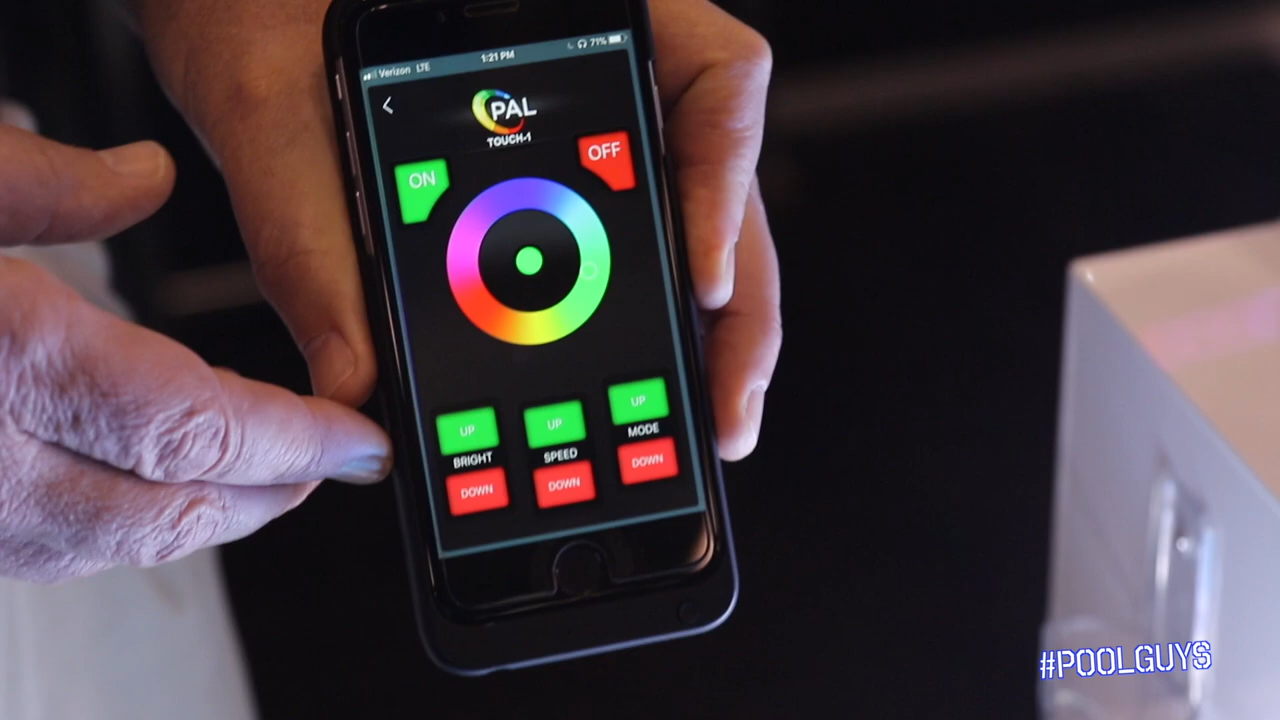 Verizon LTE 1:21 PM 71%
PAL
TOUCH-1
ON
OFF
UP UP UP
BRIGHT SPEED MODE
DOWN DOWN DOWN
#POOLGUYS